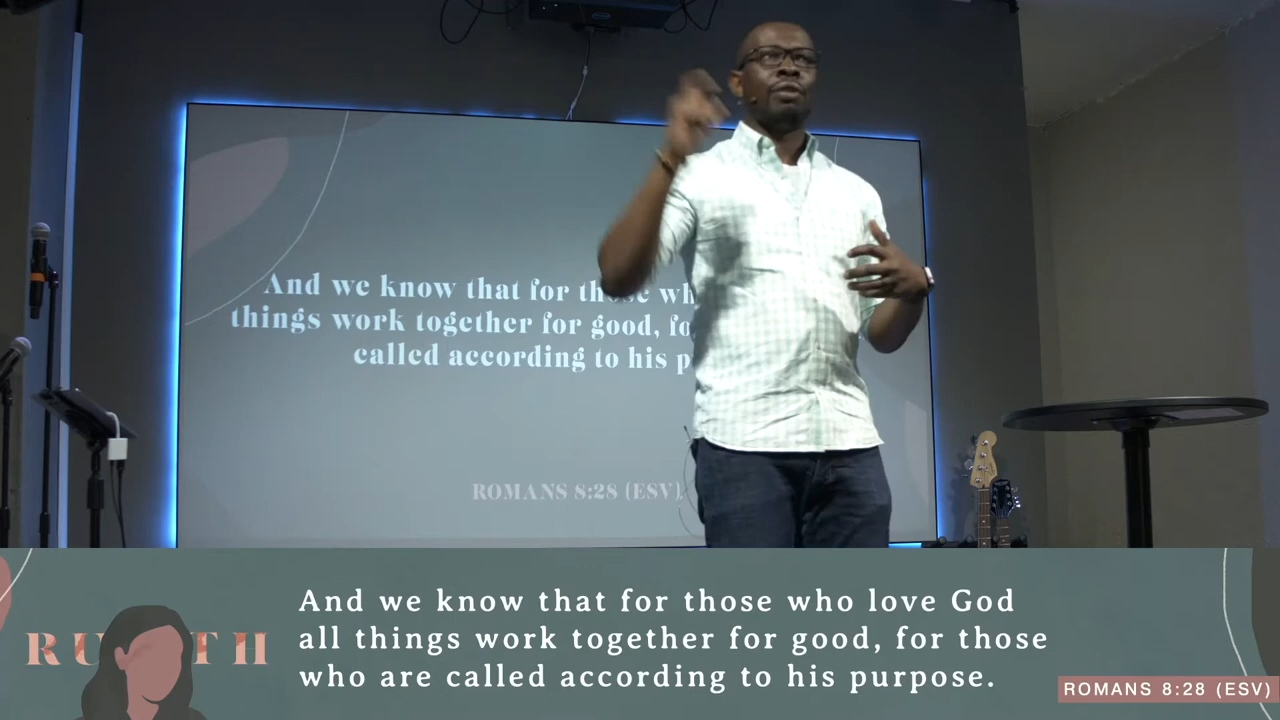 And we know that for those wh
things work together for good, fo
called according to his p
ROMANS 8:28 (ESV)
RUTH
And we know that for those who love God
all things work together for good, for those
who are called according to his purpose.
ROMANS 8:28 (ESV)